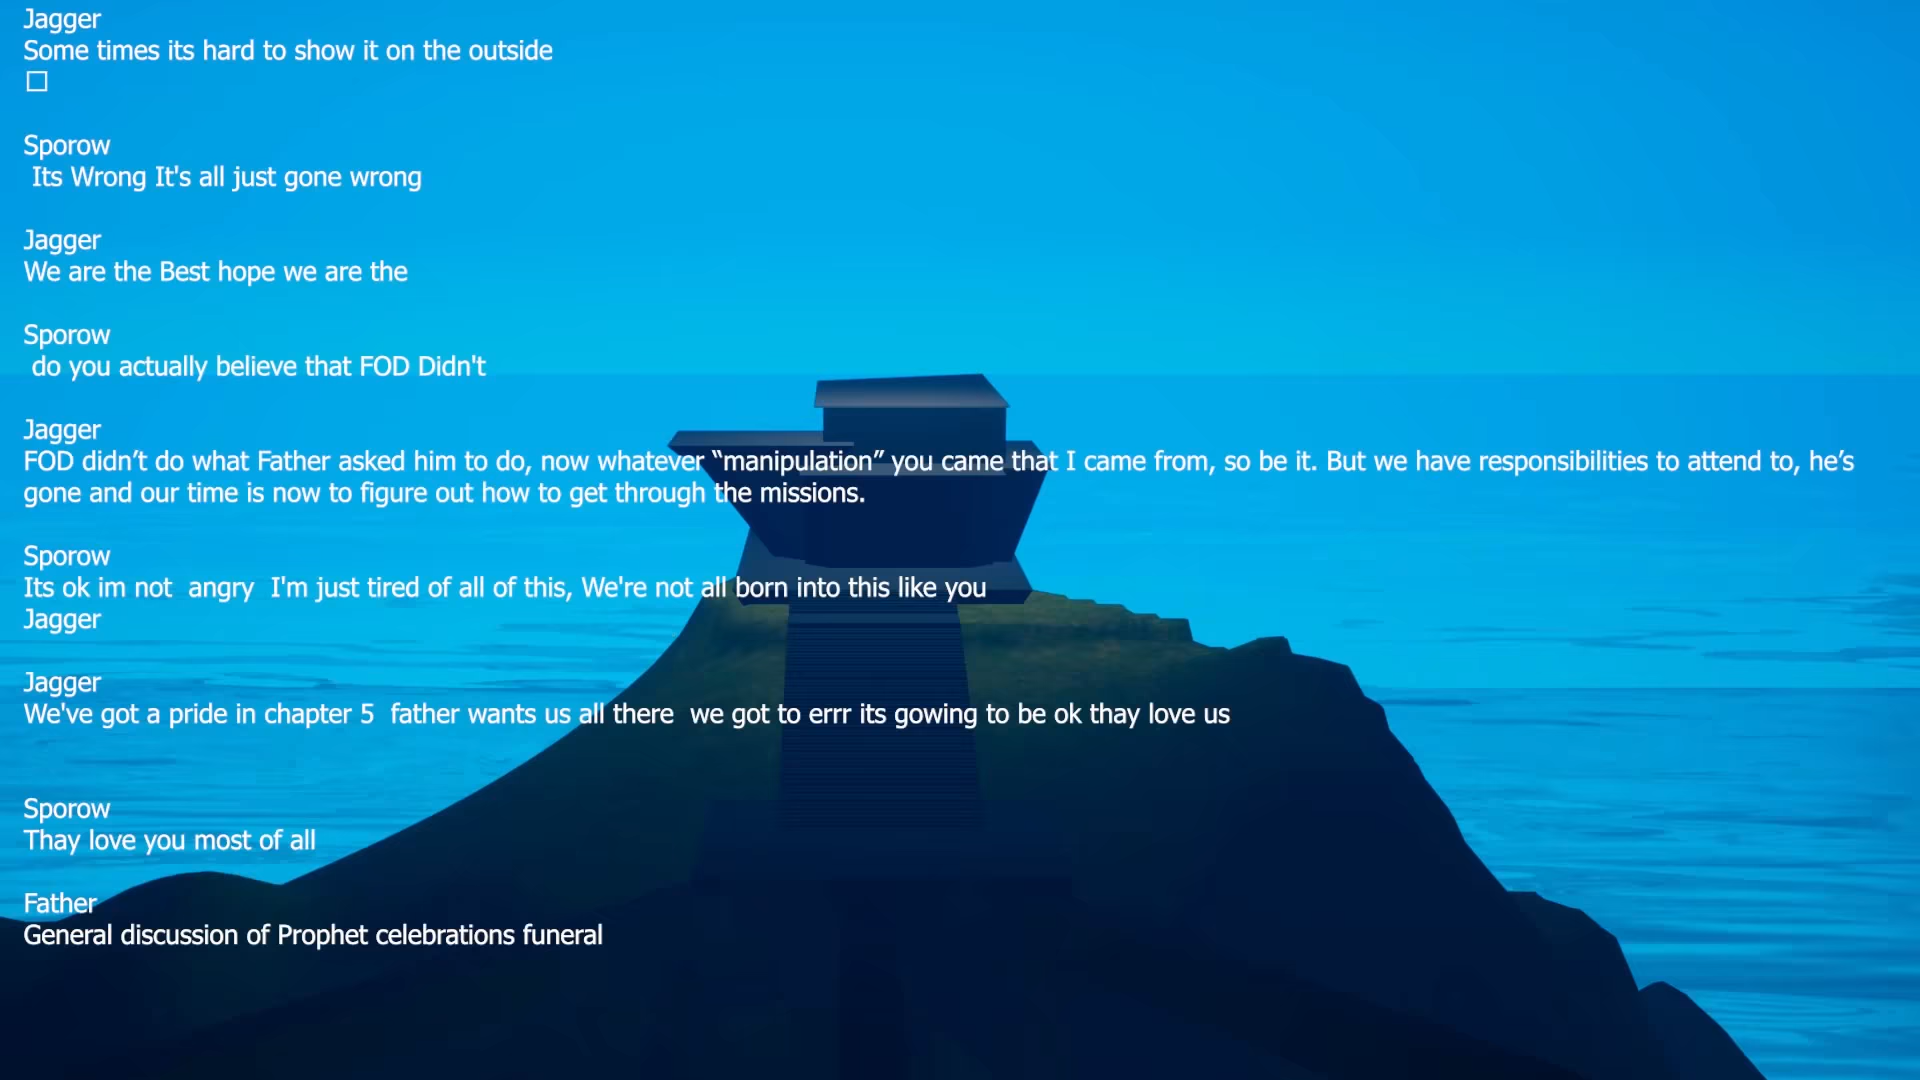 Jagger
Some times its hard to show it on the outside
□
Sporow
Its Wrong It's all just gone wrong
Jagger
We are the Best hope we are the
Sporow
do you actually believe that FOD Didn't
Jagger
FOD didn’t do what Father asked him to do, now whatever “manipulation” you came that I came from, so be it. But we have responsibilities to attend to, he’s
gone and our time is now to figure out how to get through the missions.
Sporow
Its ok im not  angry  I'm just tired of all of this, We're not all born into this like you
Jagger
Jagger
We've got a pride in chapter 5  father wants us all there  we got to errr its gowing to be ok thay love us
Sporow
Thay love you most of all
Father
General discussion of Prophet celebrations funeral